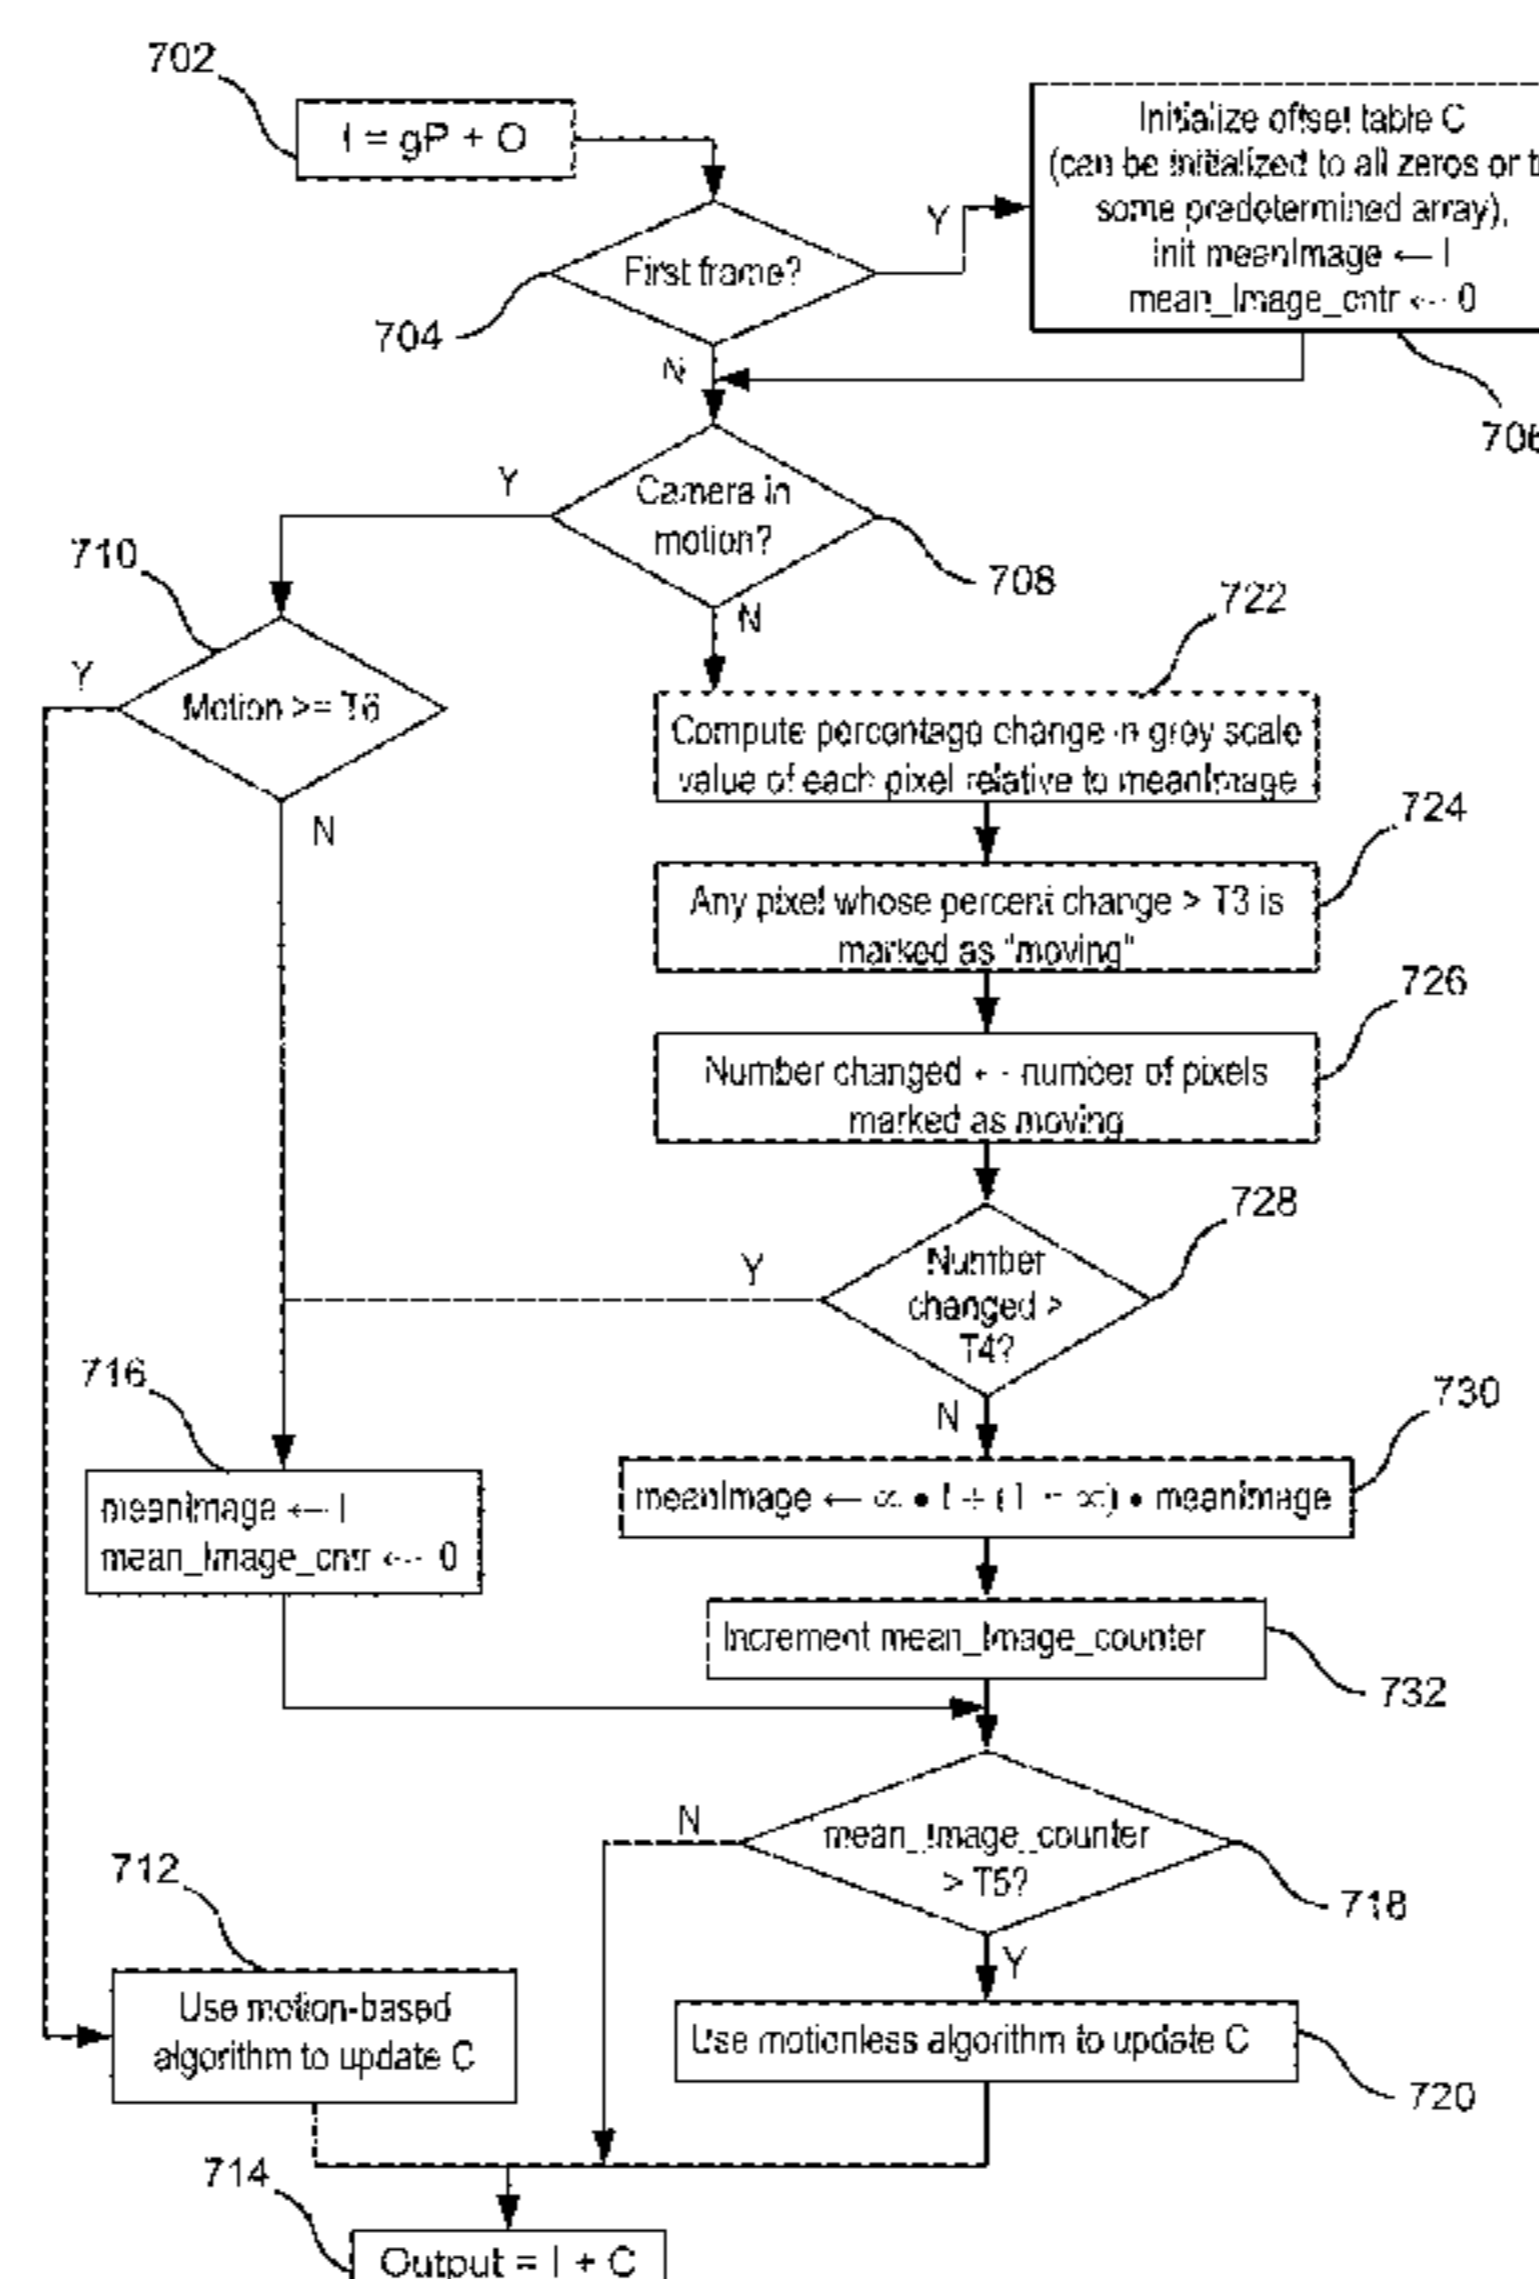 702
I = gP + O
Initialize offset table C
(can be initialized to all zeros or
some predetermined array),
init meanImage ← I
mean_Image_cntr ← 0
Y
First frame?
704
N
706
Camera in
motion?
Y
710
708
N
722
Y
Motion >= T6
Compute percentage change in grey scale
value of each pixel relative to meanImage
N
724
Any pixel whose percent change > T3 is
marked as "moving"
726
Number changed ← number of pixels
marked as moving
728
Number
changed >
T4?
Y
716
N
730
meanImage ← I
mean_Image_cntr ← 0
meanImage ← ∝ • I + (1 − ∝) • meanImage
Increment mean_Image_counter
732
N
mean_Image_counter
> T5?
712
718
Y
Use motion-based
algorithm to update C
Use motionless algorithm to update C
720
714
Output = I + C